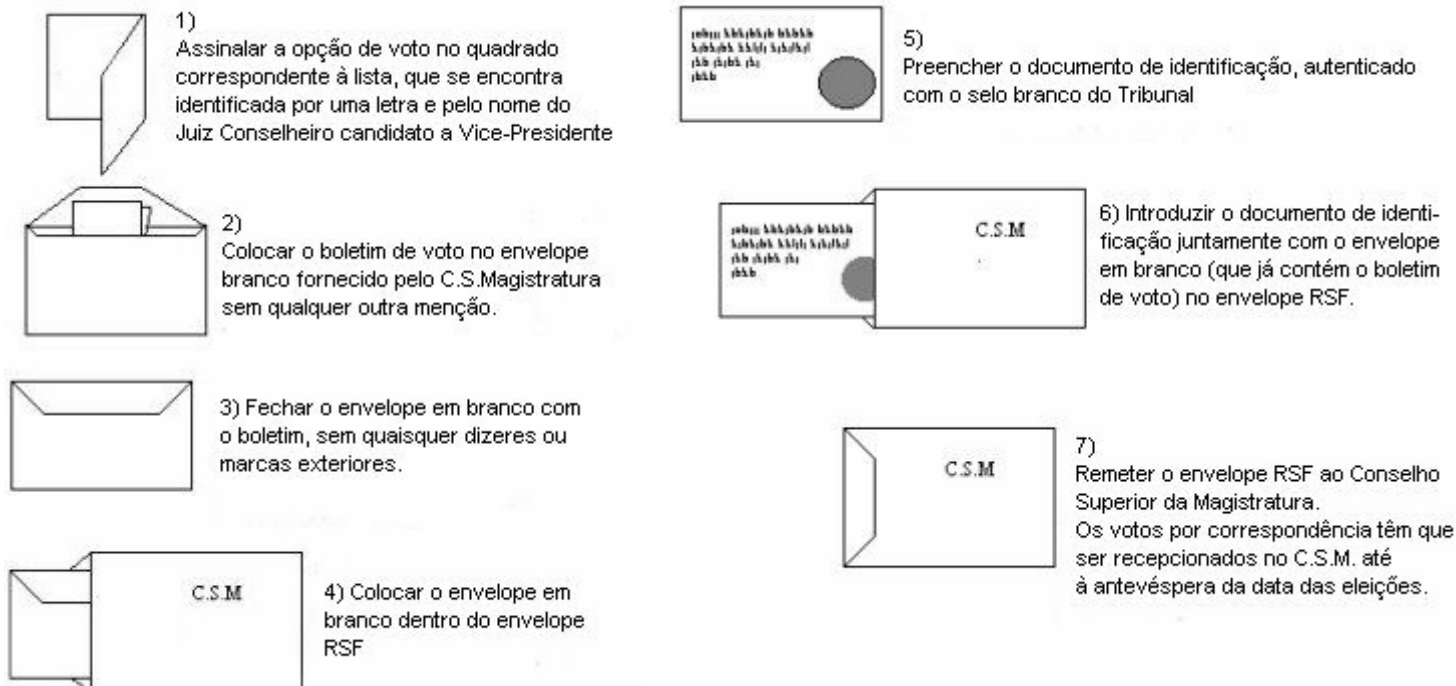 1)
Assinalar a opção de voto no quadrado
correspondente à lista, que se encontra
identificada por uma letra e pelo nome do
Juiz Conselheiro candidato a Vice-Presidente
2)
Colocar o boletim de voto no envelope
branco fornecido pelo C.S.Magistratura
sem qualquer outra menção.
3) Fechar o envelope em branco com
o boletim, sem quaisquer dizeres ou
marcas exteriores.
C.S.M
4) Colocar o envelope em
branco dentro do envelope
RSF
5)
Preencher o documento de identificação, autenticado
com o selo branco do Tribunal
C.S.M
6) Introduzir o documento de identi-
ficação juntamente com o envelope
em branco (que já contém o boletim
de voto) no envelope RSF.
C.S.M
7)
Remeter o envelope RSF ao Conselho
Superior da Magistratura.
Os votos por correspondência têm que
ser recepcionados no C.S.M. até
à antevéspera da data das eleições.